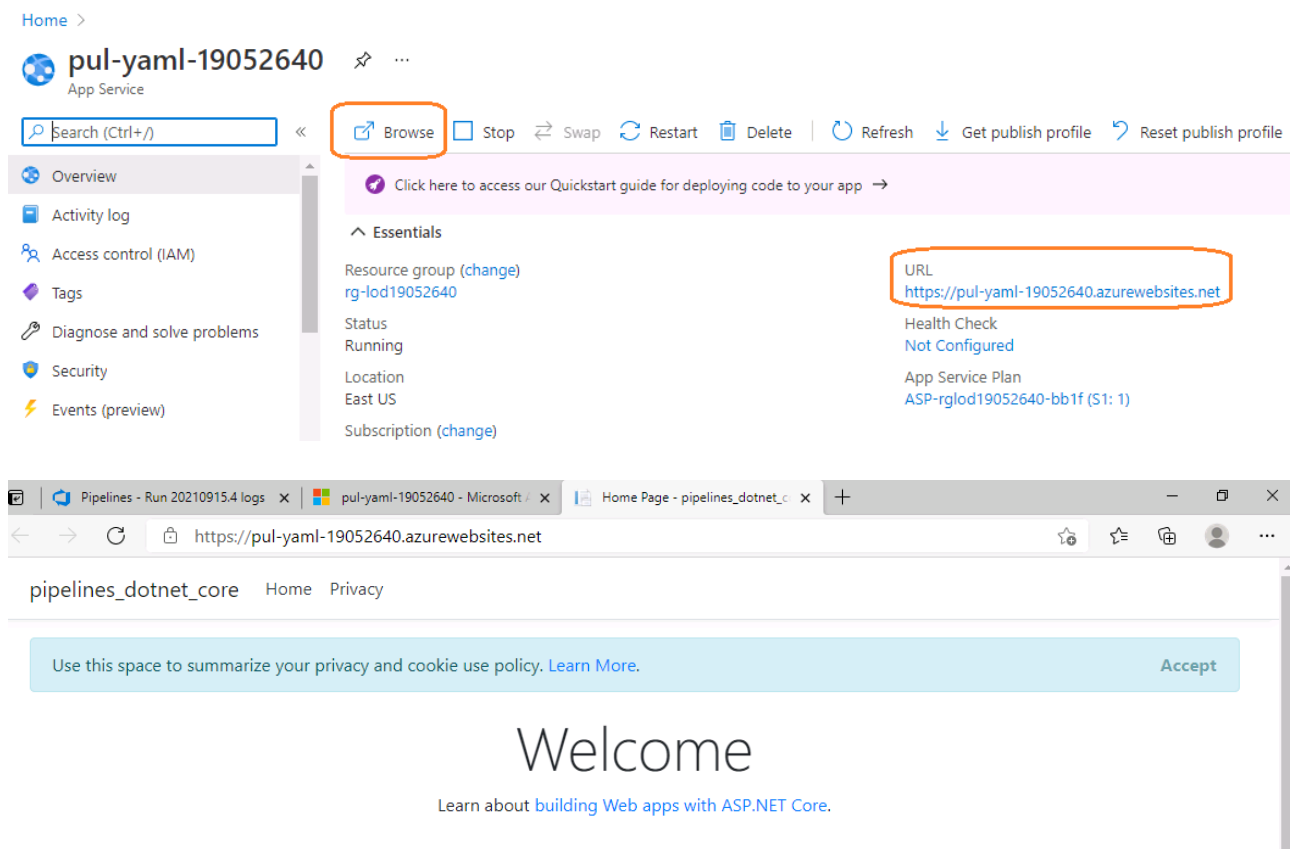 Home >
pul-yaml-19052640
App Service
Search (Ctrl+/)
«
Browse Stop Swap Restart Delete Refresh Get publish profile Reset publish profile
Overview
Activity log
Access control (IAM)
Tags
Diagnose and solve problems
Security
Events (preview)
Click here to access our Quickstart guide for deploying code to your app →
Essentials
Resource group (change)
rg-lod19052640
Status
Running
Location
East US
Subscription (change)
URL
https://pul-yaml-19052640.azurewebsites.net
Health Check
Not Configured
App Service Plan
ASP-rglod19052640-bb1f (S1: 1)
Pipelines - Run 20210915.4 logs
pul-yaml-19052640 - Microsoft
Home Page - pipelines_dotnet_c
https://pul-yaml-19052640.azurewebsites.net
pipelines_dotnet_core Home Privacy
Use this space to summarize your privacy and cookie use policy. Learn More. Accept
Welcome
Learn about building Web apps with ASP.NET Core.